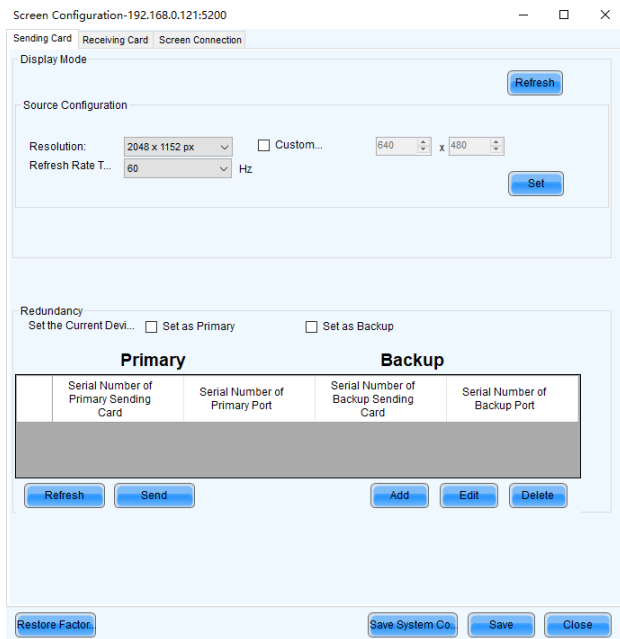 Screen Configuration-192.168.0.121:5200
Sending Card Receiving Card Screen Connection
Display Mode
Refresh
Source Configuration
Resolution: 2048 x 1152 px Custom... 640 x 480
Refresh Rate T... 60 Hz
Set
Redundancy
Set the Current Devi... Set as Primary Set as Backup
Primary Backup
Serial Number of Primary Sending Card
Serial Number of Primary Port
Serial Number of Backup Sending Card
Serial Number of Backup Port
Refresh Send Add Edit Delete
Restore Factor.. Save System Co.. Save Close